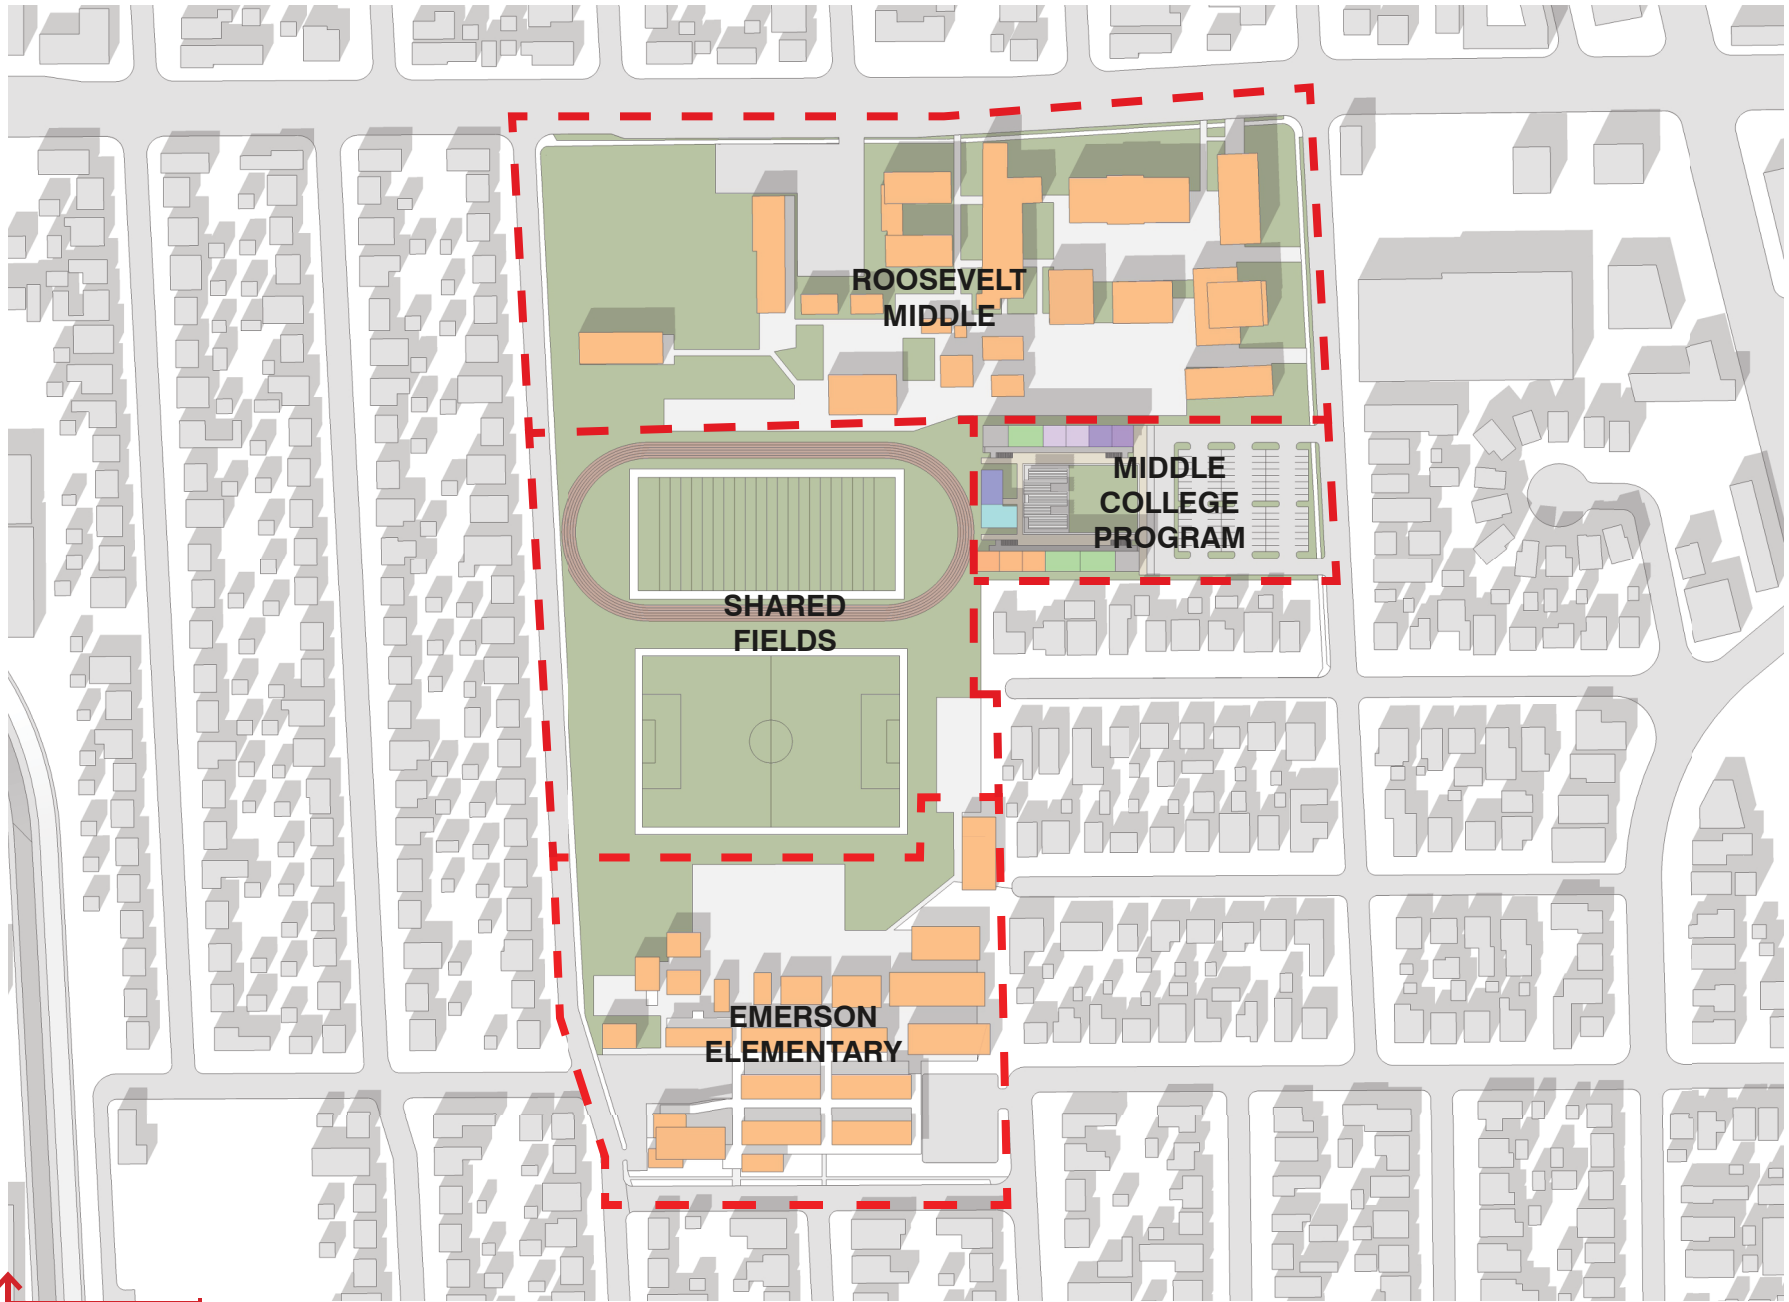 ROOSEVELT
MIDDLE
MIDDLE
COLLEGE
PROGRAM
SHARED
FIELDS
EMERSON
ELEMENTARY